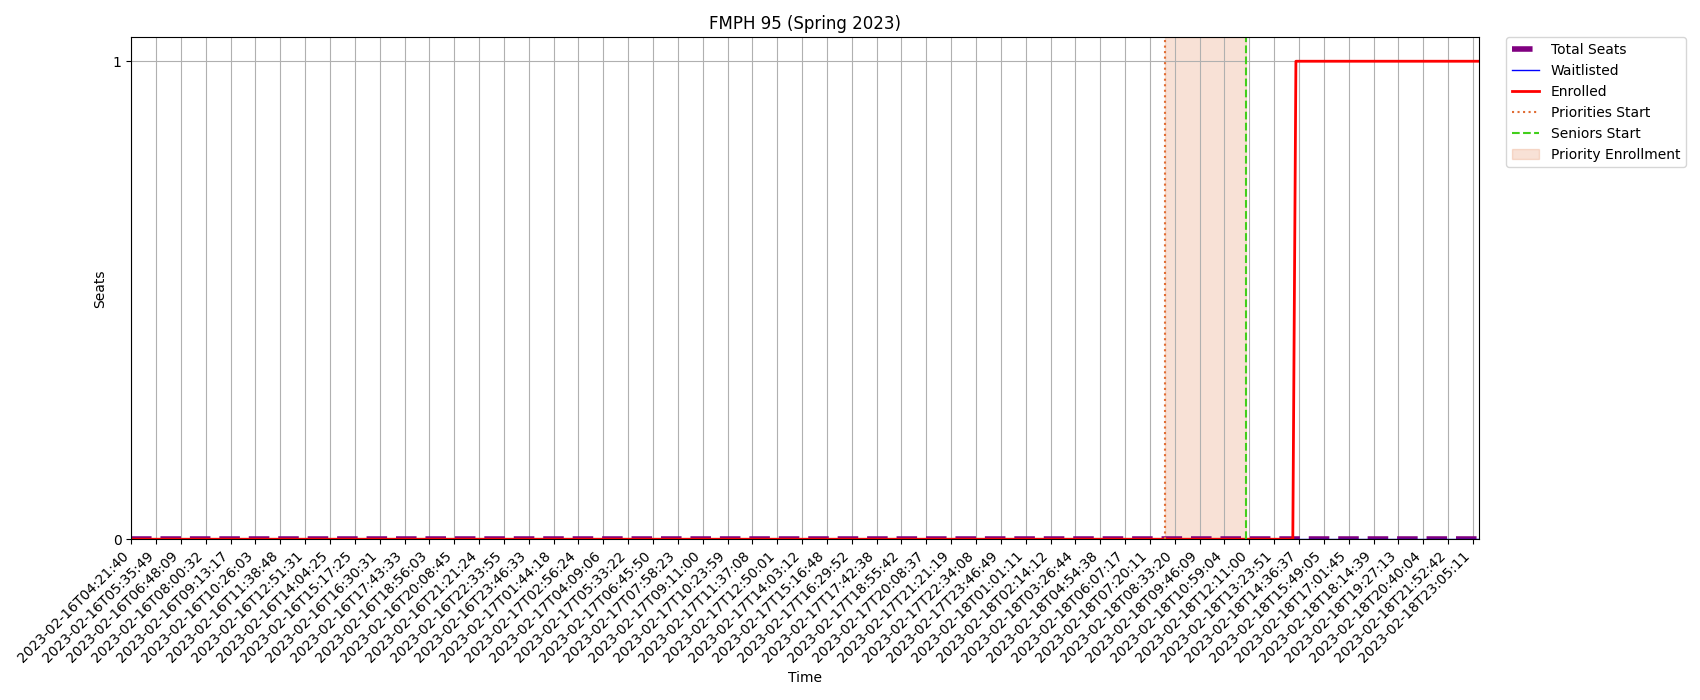 FMPH 95 (Spring 2023)
Total Seats
Waitlisted
Enrolled
Priorities Start
Seniors Start
Priority Enrollment
Seats
1
0
2023-02-16T04:21:40
2023-02-16T05:35:49
2023-02-16T06:48:09
2023-02-16T08:00:32
2023-02-16T09:13:17
2023-02-16T10:26:03
2023-02-16T11:38:48
2023-02-16T12:51:31
2023-02-16T14:04:25
2023-02-16T15:17:25
2023-02-16T16:30:31
2023-02-16T17:43:33
2023-02-16T18:56:03
2023-02-16T20:08:45
2023-02-16T21:21:24
2023-02-16T22:33:55
2023-02-16T23:46:33
2023-02-17T01:44:18
2023-02-17T02:56:24
2023-02-17T04:09:06
2023-02-17T05:33:22
2023-02-17T06:45:50
2023-02-17T07:58:23
2023-02-17T09:11:00
2023-02-17T10:23:59
2023-02-17T11:37:08
2023-02-17T12:50:01
2023-02-17T14:03:12
2023-02-17T15:16:48
2023-02-17T16:29:52
2023-02-17T17:42:38
2023-02-17T18:55:42
2023-02-17T20:08:37
2023-02-17T21:21:19
2023-02-17T22:34:08
2023-02-17T23:46:49
2023-02-18T01:01:11
2023-02-18T02:14:12
2023-02-18T03:26:44
2023-02-18T04:54:38
2023-02-18T06:07:17
2023-02-18T07:20:11
2023-02-18T08:33:20
2023-02-18T09:46:09
2023-02-18T10:59:04
2023-02-18T12:11:00
2023-02-18T13:23:51
2023-02-18T14:36:37
2023-02-18T15:49:05
2023-02-18T17:01:45
2023-02-18T18:14:39
2023-02-18T19:27:13
2023-02-18T20:40:04
2023-02-18T21:52:42
2023-02-18T23:05:11
Time